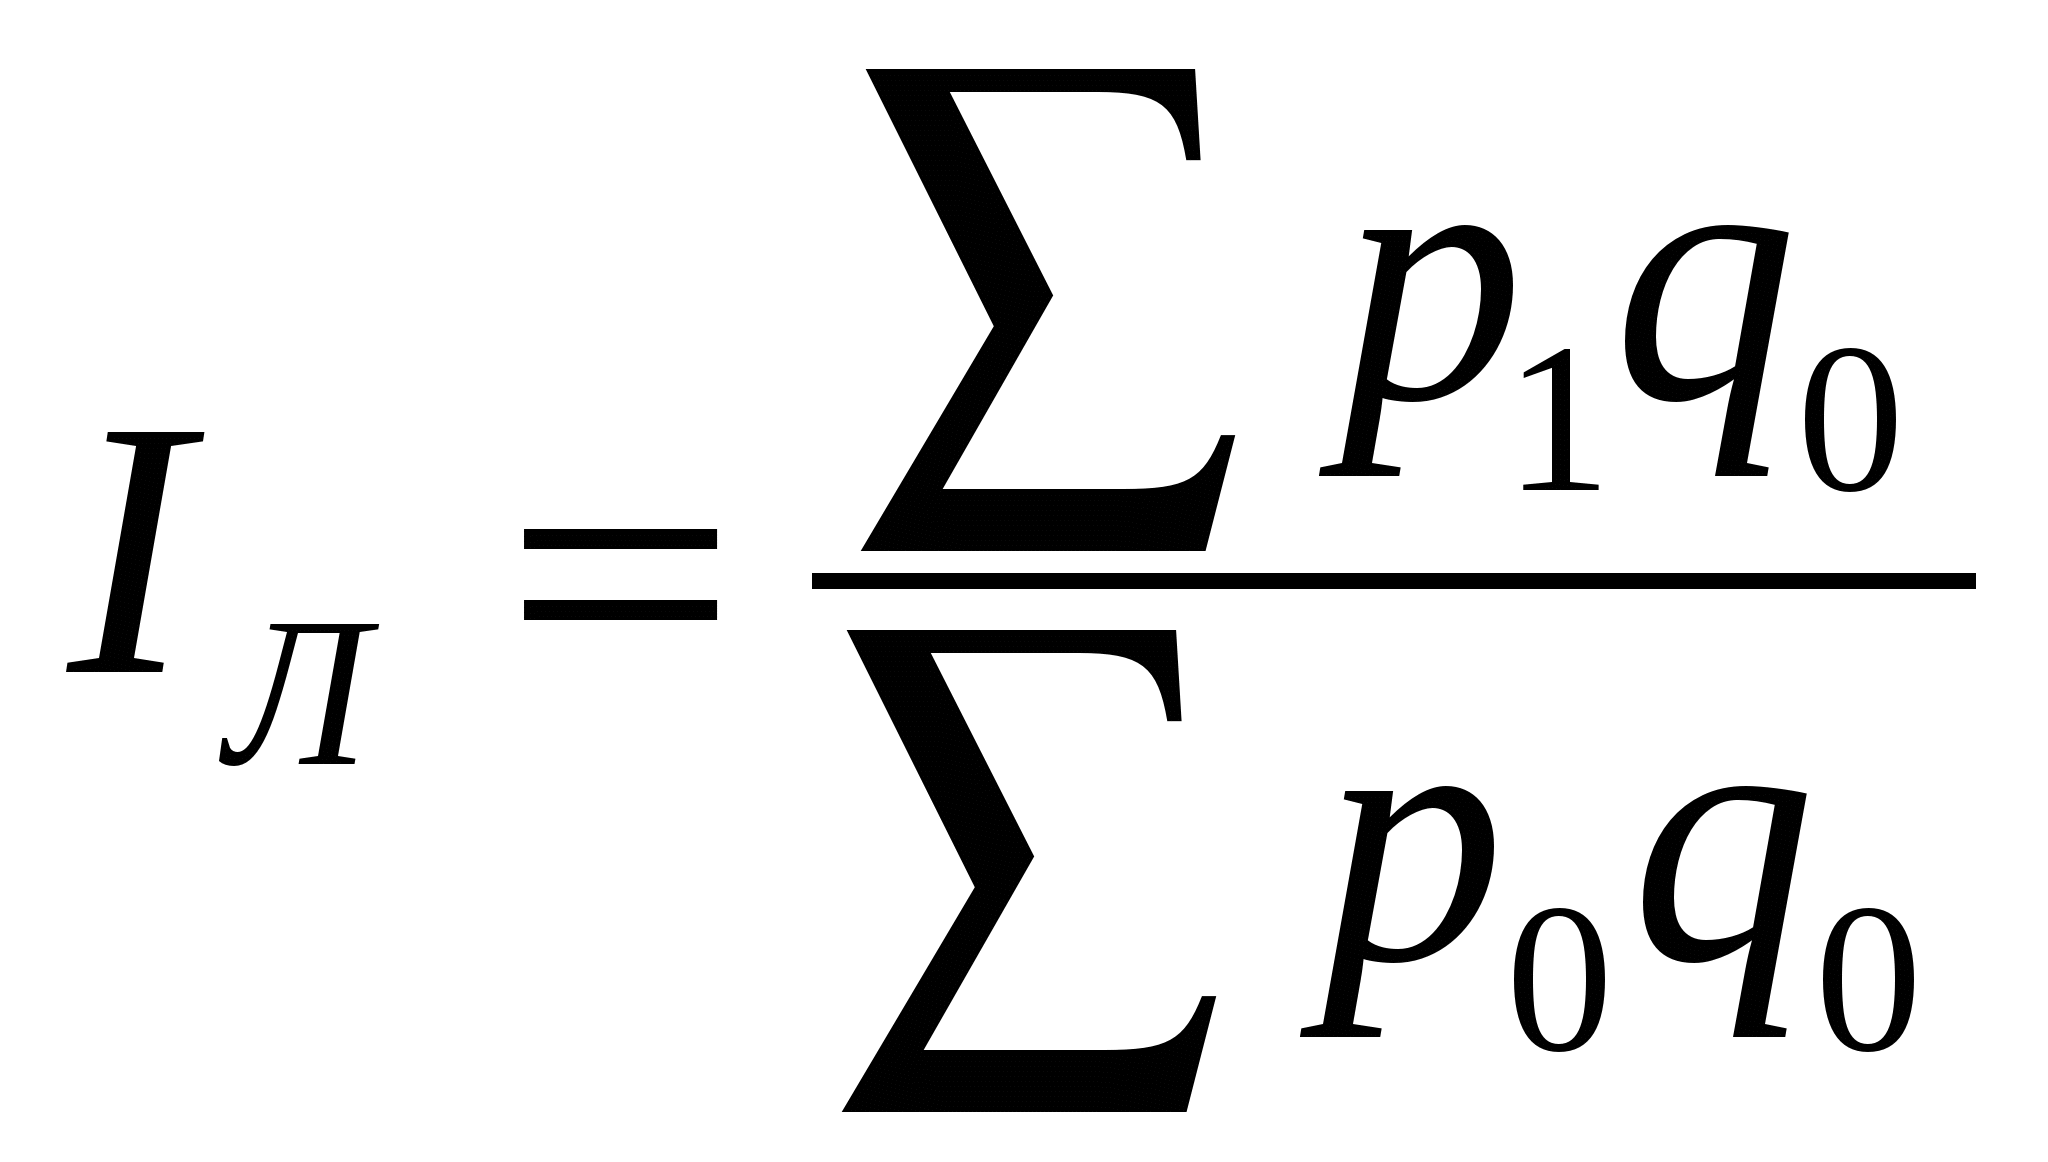 I_Л = ∑ p₁q₀ / ∑ p₀q₀